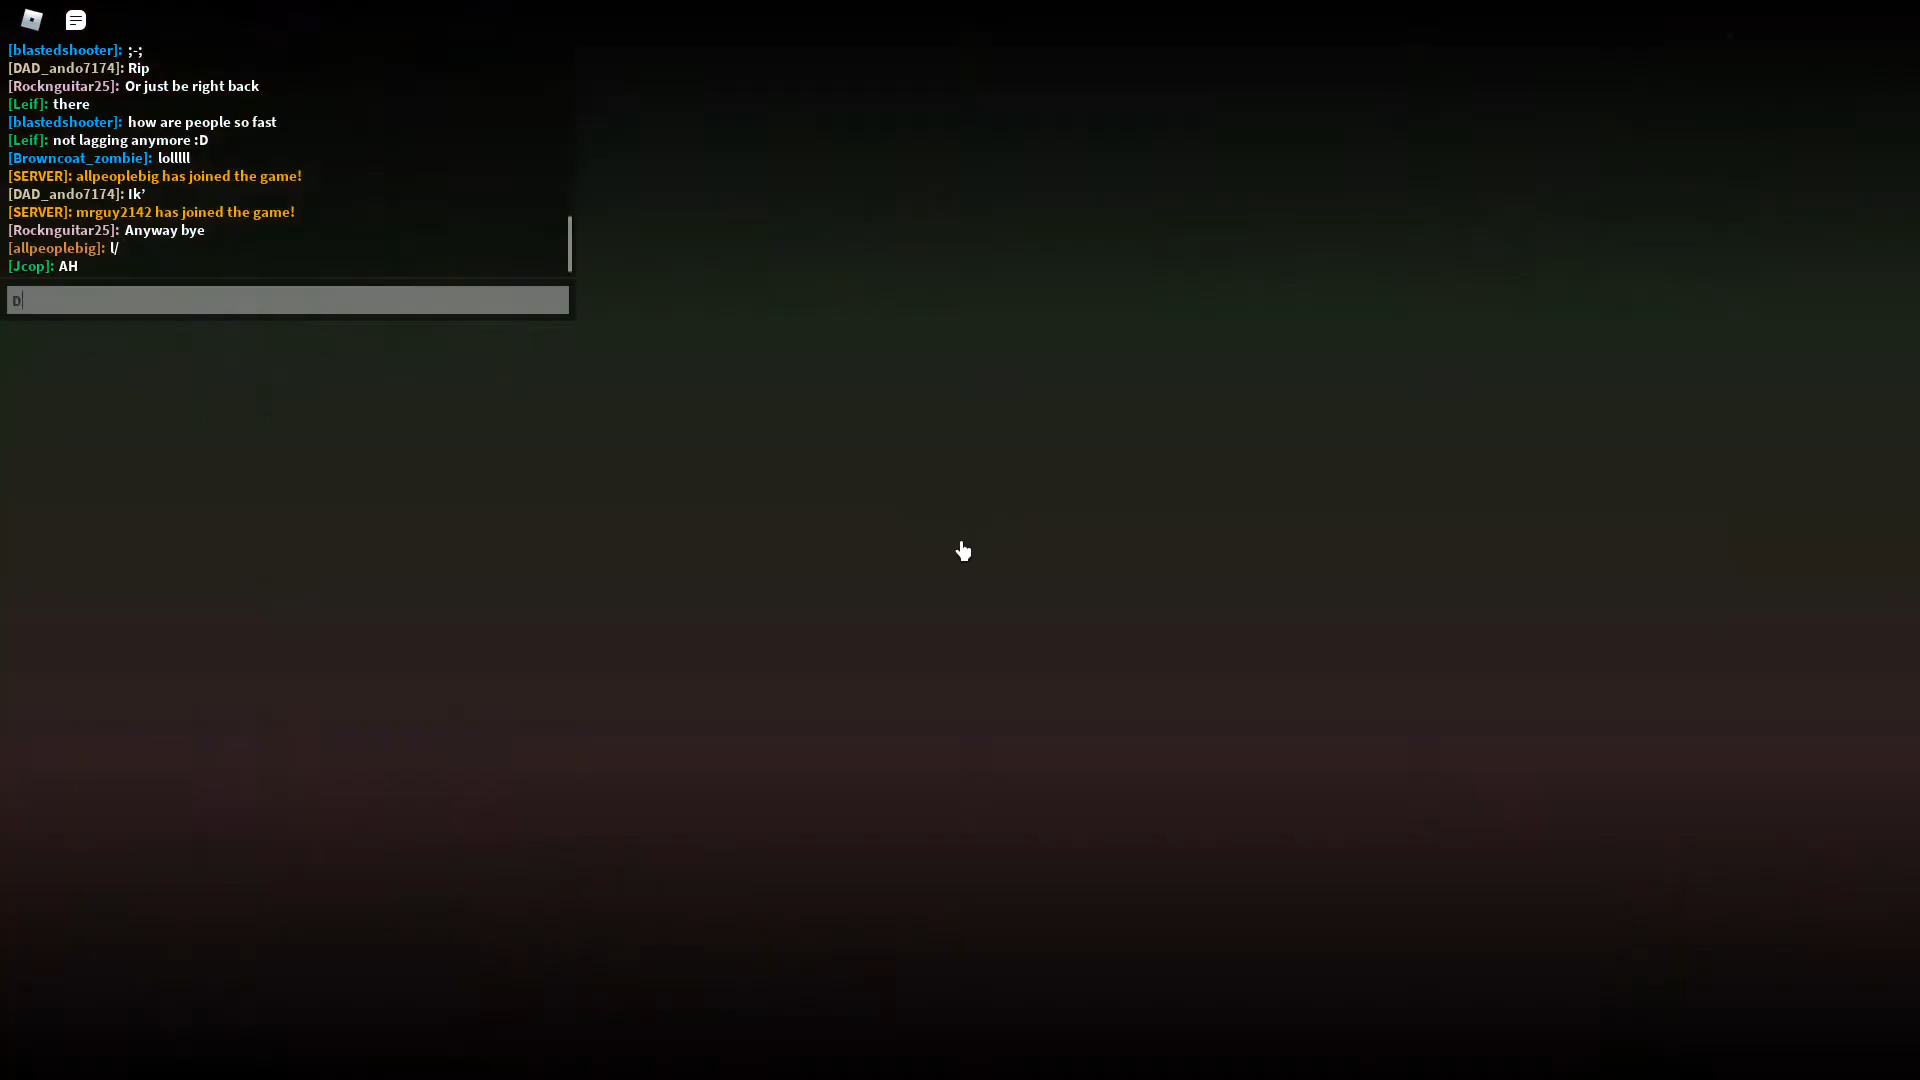 [blastedshooter]: ;-;
[DAD_ando7174]: Rip
[Rocknguitar25]: Or just be right back
[Leif]: there
[blastedshooter]: how are people so fast
[Leif]: not lagging anymore :D
[Browncoat_zombie]: lolllll
[SERVER]: allpeoplebig has joined the game!
[DAD_ando7174]: Ik’
[SERVER]: mrguy2142 has joined the game!
[Rocknguitar25]: Anyway bye
[allpeoplebig]: l/
[Jcop]: AH
D